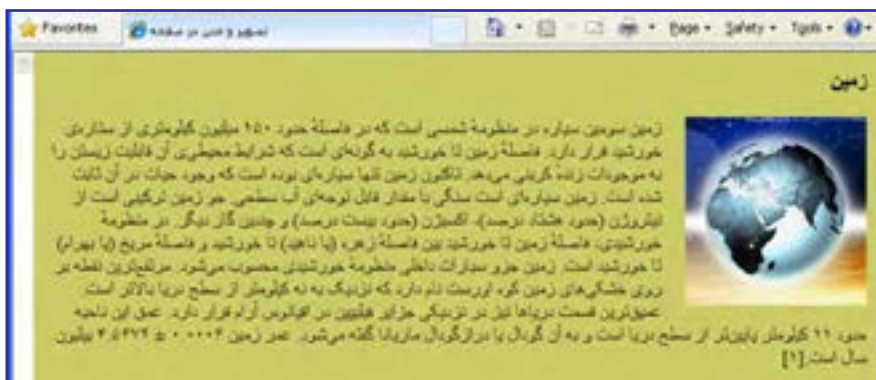 Favorites تصویر و متن در صفحه Page Safety Tools
زمین
زمین سومین سیاره در منظومهٔ شمسی است که در فاصلهٔ حدود ۱۵۰ میلیون کیلومتری از ستاره‌ی
خورشید قرار دارد. فاصلهٔ زمین تا خورشید به گونه‌ای است که شرایط محیطی‌ی آن قابلیت زیستن را
به موجودات زندهٔ کربنی می‌دهد. تاکنون زمین تنها سیاره‌ای بوده است که وجود حیات در آن ثابت
شده است. زمین سیاره‌ای است سنگی با مقدار قابل توجه‌ای آب سطحی. جو زمین ترکیبی است از
نیتروژن (حدود هشتاد درصد)، اکسیژن (حدود بیست درصد) و چندین گاز دیگر. در منظومهٔ
خورشیدی، فاصلهٔ زمین تا خورشید بین فاصلهٔ زهره (یا ناهید) تا خورشید و فاصلهٔ مریخ (یا بهرام)
تا خورشید است. زمین جزو سیارات داخلی منظومهٔ خورشیدی محسوب می‌شود. مرتفع‌ترین نقطه بر
روی خشکی‌های زمین کوه اورست نام دارد که نزدیک به نه کیلومتر از سطح دریا بالاتر است.
عمیق‌ترین قسمت دریاها نیز در نزدیکی جزایر فیلیپین در اقیانوس آرام قرار دارد. عمق این ناحیه
حدود ۱۱ کیلومتر پایین‌تر از سطح دریا است و به آن گودال یا درازگودال ماریانا گفته می‌شود. عمر زمین ۰.۰۰۰۴ ± ۴.۵۶۷۲ بیلیون
سال است.[۱]